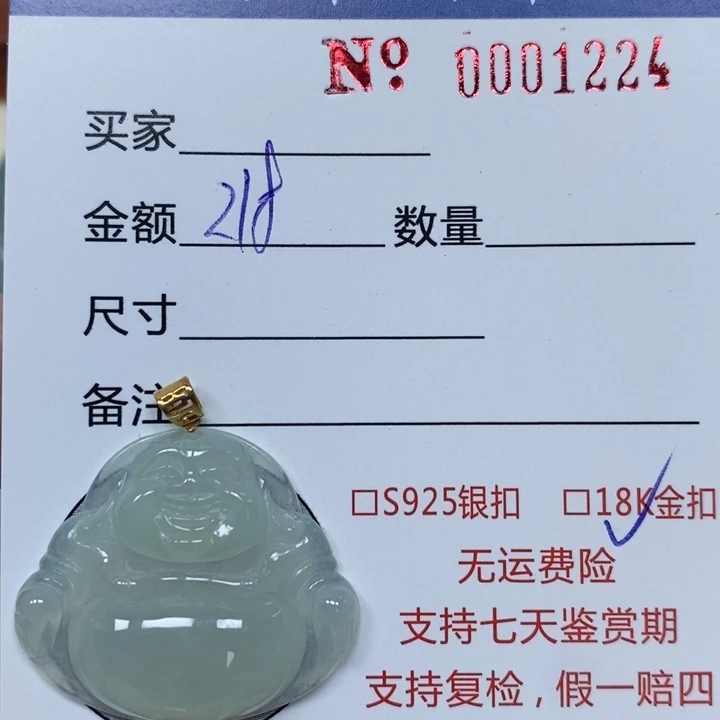 Nº 0001224
买家
金额 218 数量
尺寸
备注
□S925银扣 □18K金扣
无运费险
支持七天鉴赏期
支持复检,假一赔四